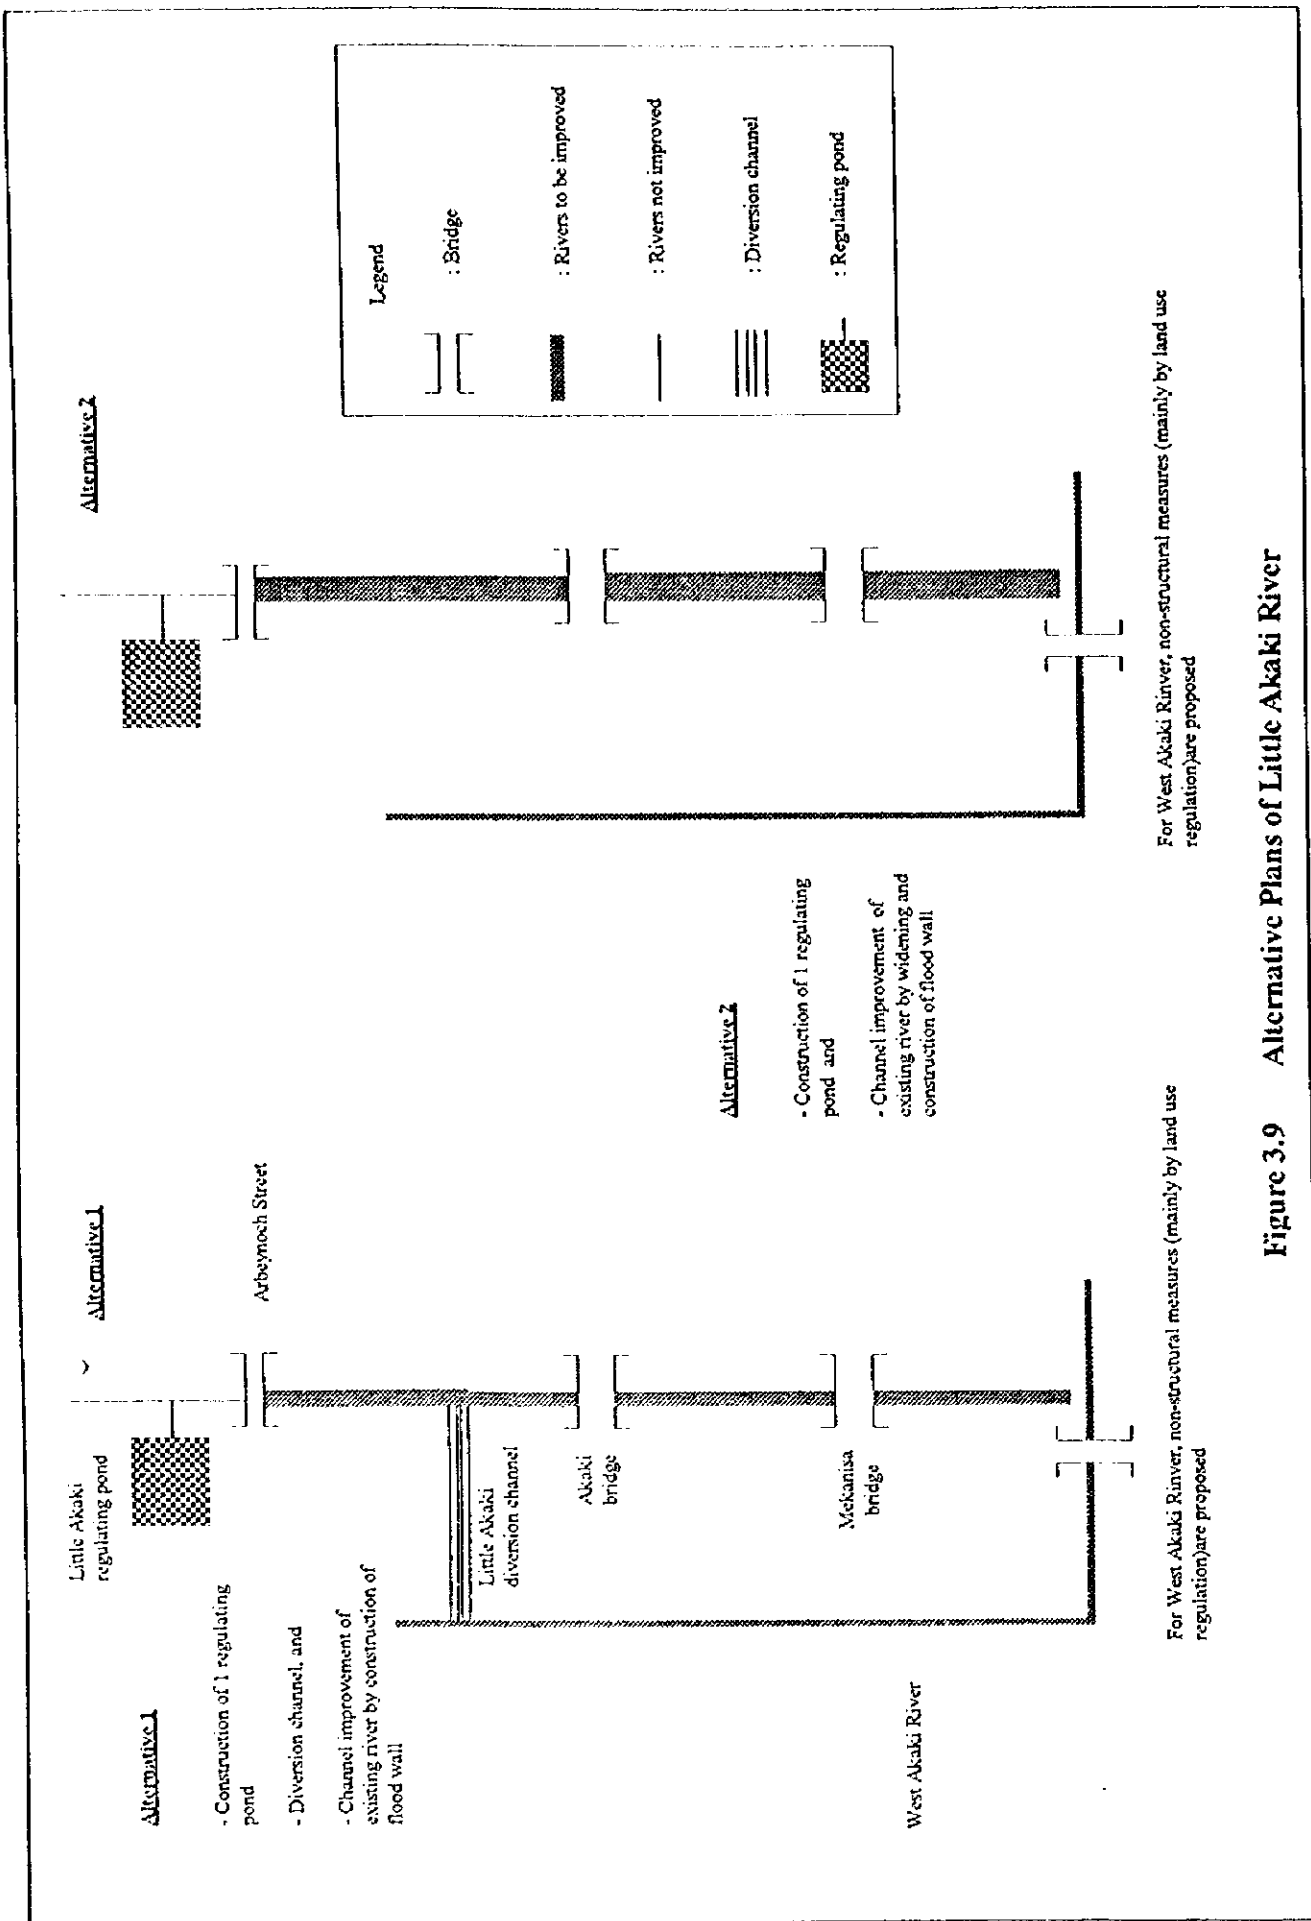 Alternative 1
- Construction of 1 regulating
pond
- Diversion channel, and
- Channel improvement of
existing river by construction of
flood wall
West Akaki River
Little Akaki
regulating pond
Alternative 1
Arbeynoch Street
Little Akaki
diversion channel
Akaki
bridge
Mekanisa
bridge
For West Akaki Rinver, non-structural measures (mainly by land use
regulation)are proposed
Alternative 2
- Construction of 1 regulating
pond and
- Channel improvement of
existing river by widening and
construction of flood wall
Alternative 2
For West Akaki Rinver, non-structural measures (mainly by land use
regulation)are proposed
Legend
: Bridge
: Rivers to be improved
: Rivers not improved
: Diversion channel
: Regulating pond
Figure 3.9 Alternative Plans of Little Akaki River